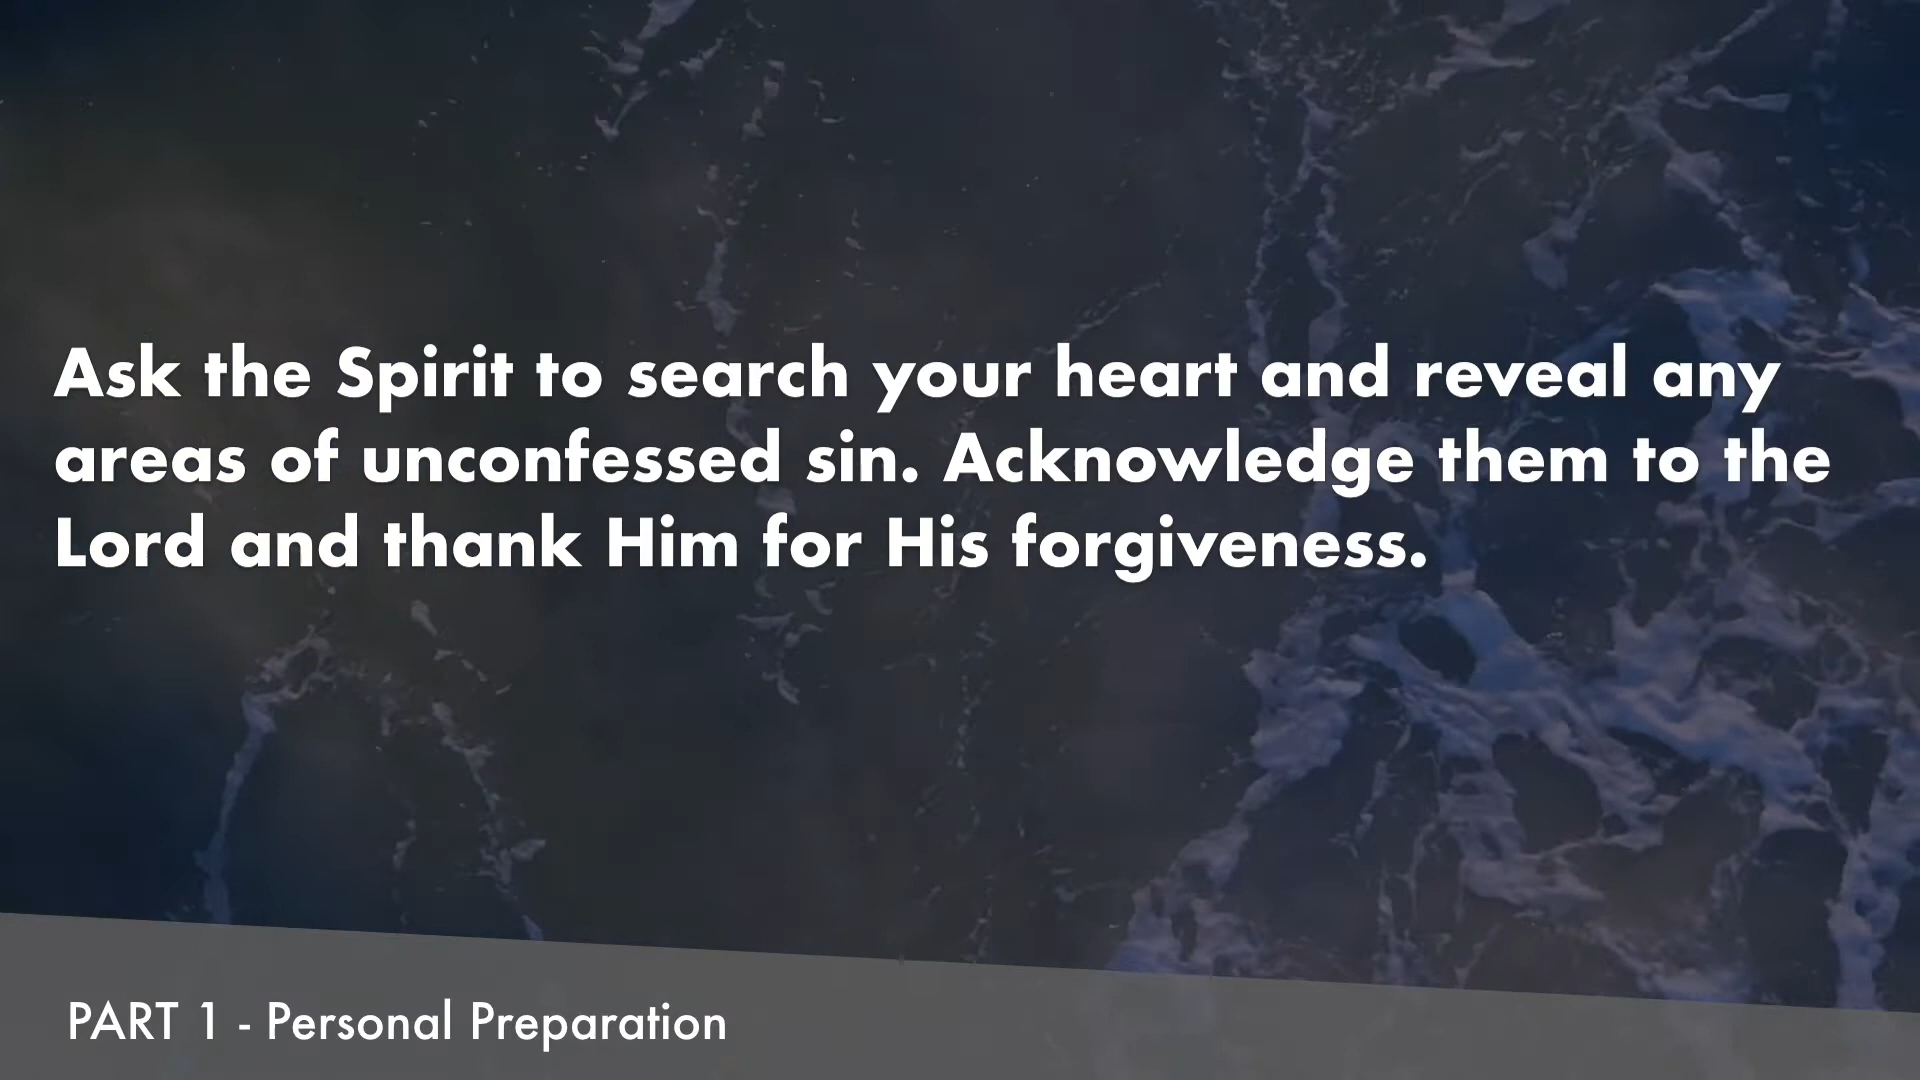 Ask the Spirit to search your heart and reveal any
areas of unconfessed sin. Acknowledge them to the
Lord and thank Him for His forgiveness.
PART 1 - Personal Preparation